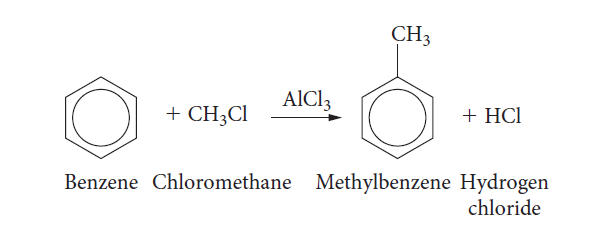 CH3
+ CH3Cl
AlCl3
+ HCl
Benzene Chloromethane Methylbenzene Hydrogen
chloride